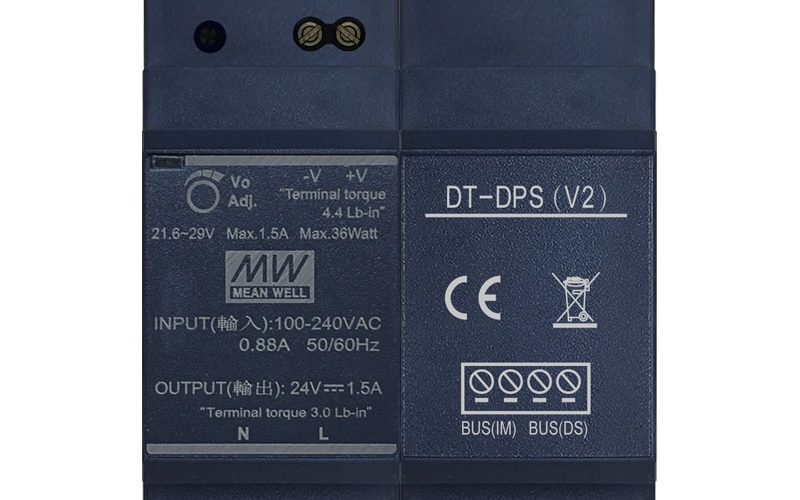 Vo
Adj.
-V +V
"Terminal torque
4.4 Lb-in"
21.6~29V Max.1.5A Max.36Watt
MW
MEAN WELL
INPUT(輸入):100-240VAC
0.88A 50/60Hz
OUTPUT(輸出): 24V⎓1.5A
"Terminal torque 3.0 Lb-in"
N L
DT-DPS (V2)
CE
BUS(IM) BUS(DS)